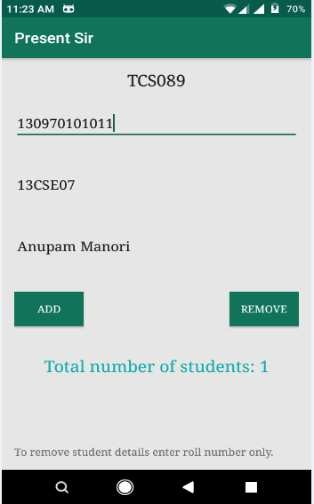 11:23 AM 70%
Present Sir
TCS089
130970101011
13CSE07
Anupam Manori
ADD REMOVE
Total number of students: 1
To remove student details enter roll number only.